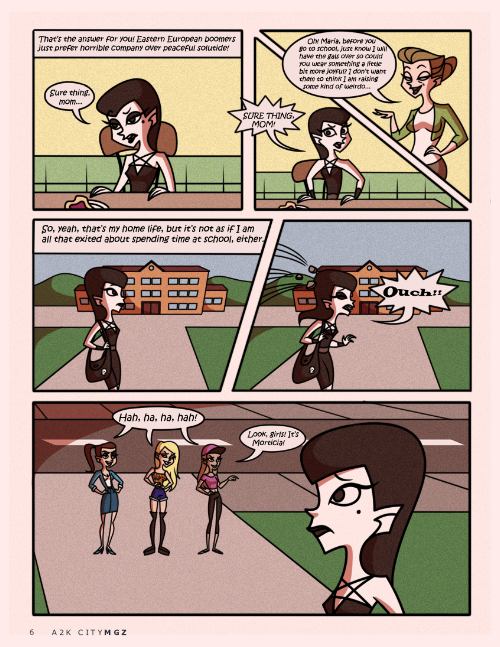 That's the answer for you! Eastern European boomers
just prefer horrible company over peaceful solutide!
Sure thing,
mom...
Oh! Maria, before you
go to school, just know I will
have the gals over so could
you wear something a little
bit more joyful? I don't want
them to think I am raising
some kind of weirdo...
SURE THING,
MOM!
So, yeah, that's my home life, but it's not as if I am
all that exited about spending time at school, either.
Ouch!!
Hah, ha, ha, hah!
Look, girls! It's
Morticia!
6 A2K CITYMGZ